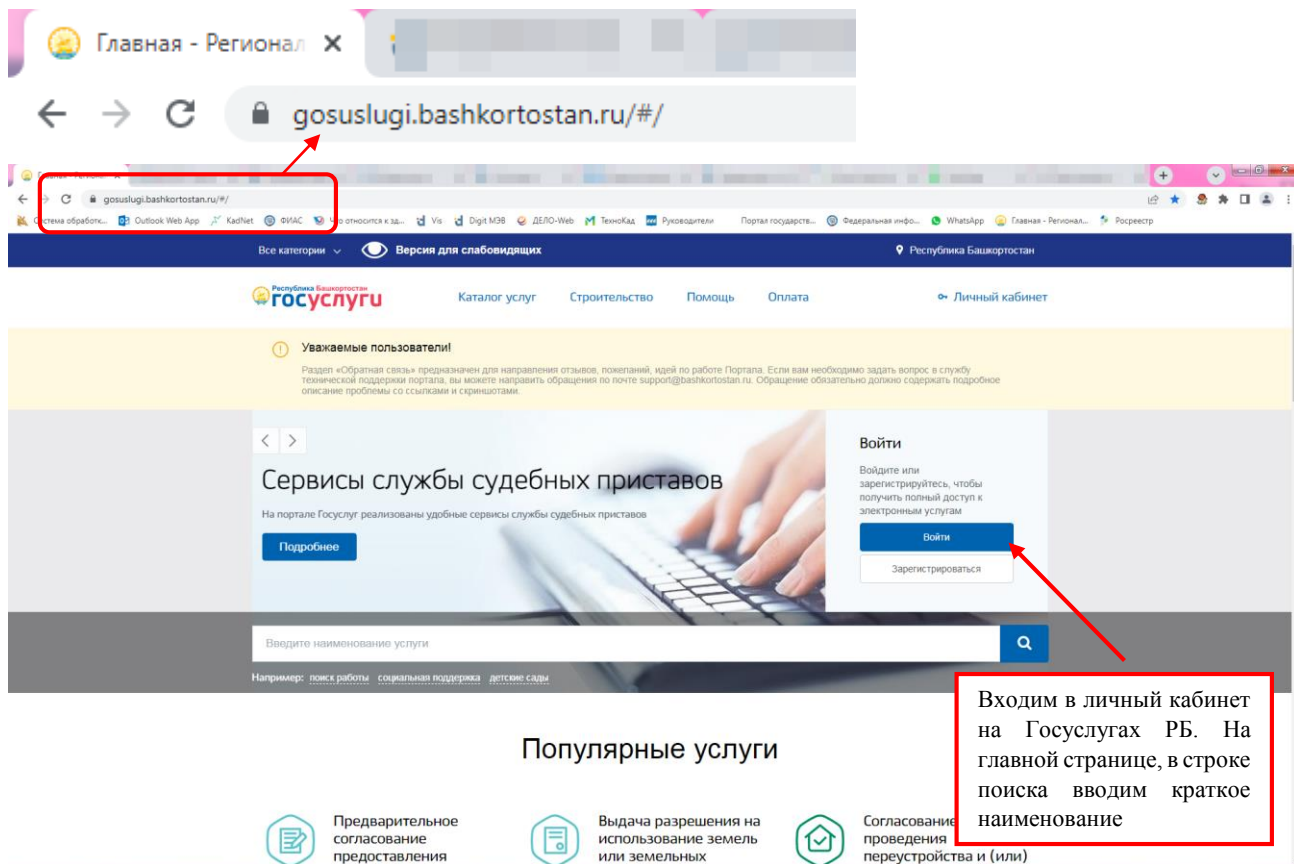 Главная - Регионал
gosuslugi.bashkortostan.ru/#/
gosuslugi.bashkortostan.ru/#/
Outlook Web App KadNet ФИАС Что относится к за... Vis Digit МЭВ ДЕЛО-Web ТехноКад Руководители Портал государств... Федеральная инфо... WhatsApp Главная - Регионал... Росреестр
Все категории Версия для слабовидящих Республика Башкортостан
Республика Башкортостан
госуслуги Каталог услуг Строительство Помощь Оплата Личный кабинет
Уважаемые пользователи!
Раздел «Обратная связь» предназначен для направления отзывов, пожеланий, идей по работе Портала. Если вам необходимо задать вопрос в службу
технической поддержки портала, вы можете направить обращения по почте support@bashkortostan.ru. Обращение обязательно должно содержать подробное
описание проблемы со ссылками и скриншотами.
Сервисы службы судебных приставов
На портале Госуслуг реализованы удобные сервисы службы судебных приставов
Подробнее
Войти
Войдите или
зарегистрируйтесь, чтобы
получить полный доступ к
электронным услугам
Войти
Зарегистрироваться
Введите наименование услуги
Например: поиск работы социальная поддержка детские сады
Входим в личный кабинет
на Госуслугах РБ. На
главной странице, в строке
поиска вводим краткое
наименование
Популярные услуги
Предварительное
согласование
предоставления
Выдача разрешения на
использование земель
или земельных
Согласование
проведения
переустройства и (или)